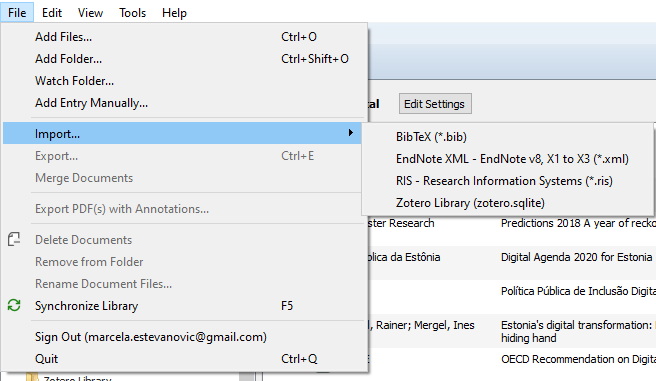 File Edit View Tools Help
Add Files... Ctrl+O
Add Folder... Ctrl+Shift+O
Watch Folder...
Add Entry Manually...
Import...
Export... Ctrl+E
Merge Documents
Export PDF(s) with Annotations...
Delete Documents
Remove from Folder
Rename Document Files...
Synchronize Library F5
Sign Out (marcela.estevanovic@gmail.com)
Quit Ctrl+Q
Zotero Library
tal Edit Settings
BibTeX (*.bib)
EndNote XML - EndNote v8, X1 to X3 (*.xml)
RIS - Research Information Systems (*.ris)
Zotero Library (zotero.sqlite)
ster Research Predictions 2018 A year of recko
blica da Estônia Digital Agenda 2020 for Estonia
Política Pública de Inclusão Digita
l, Rainer; Mergel, Ines Estonia's digital transformation:
hiding hand
E OECD Recommendation on Digital